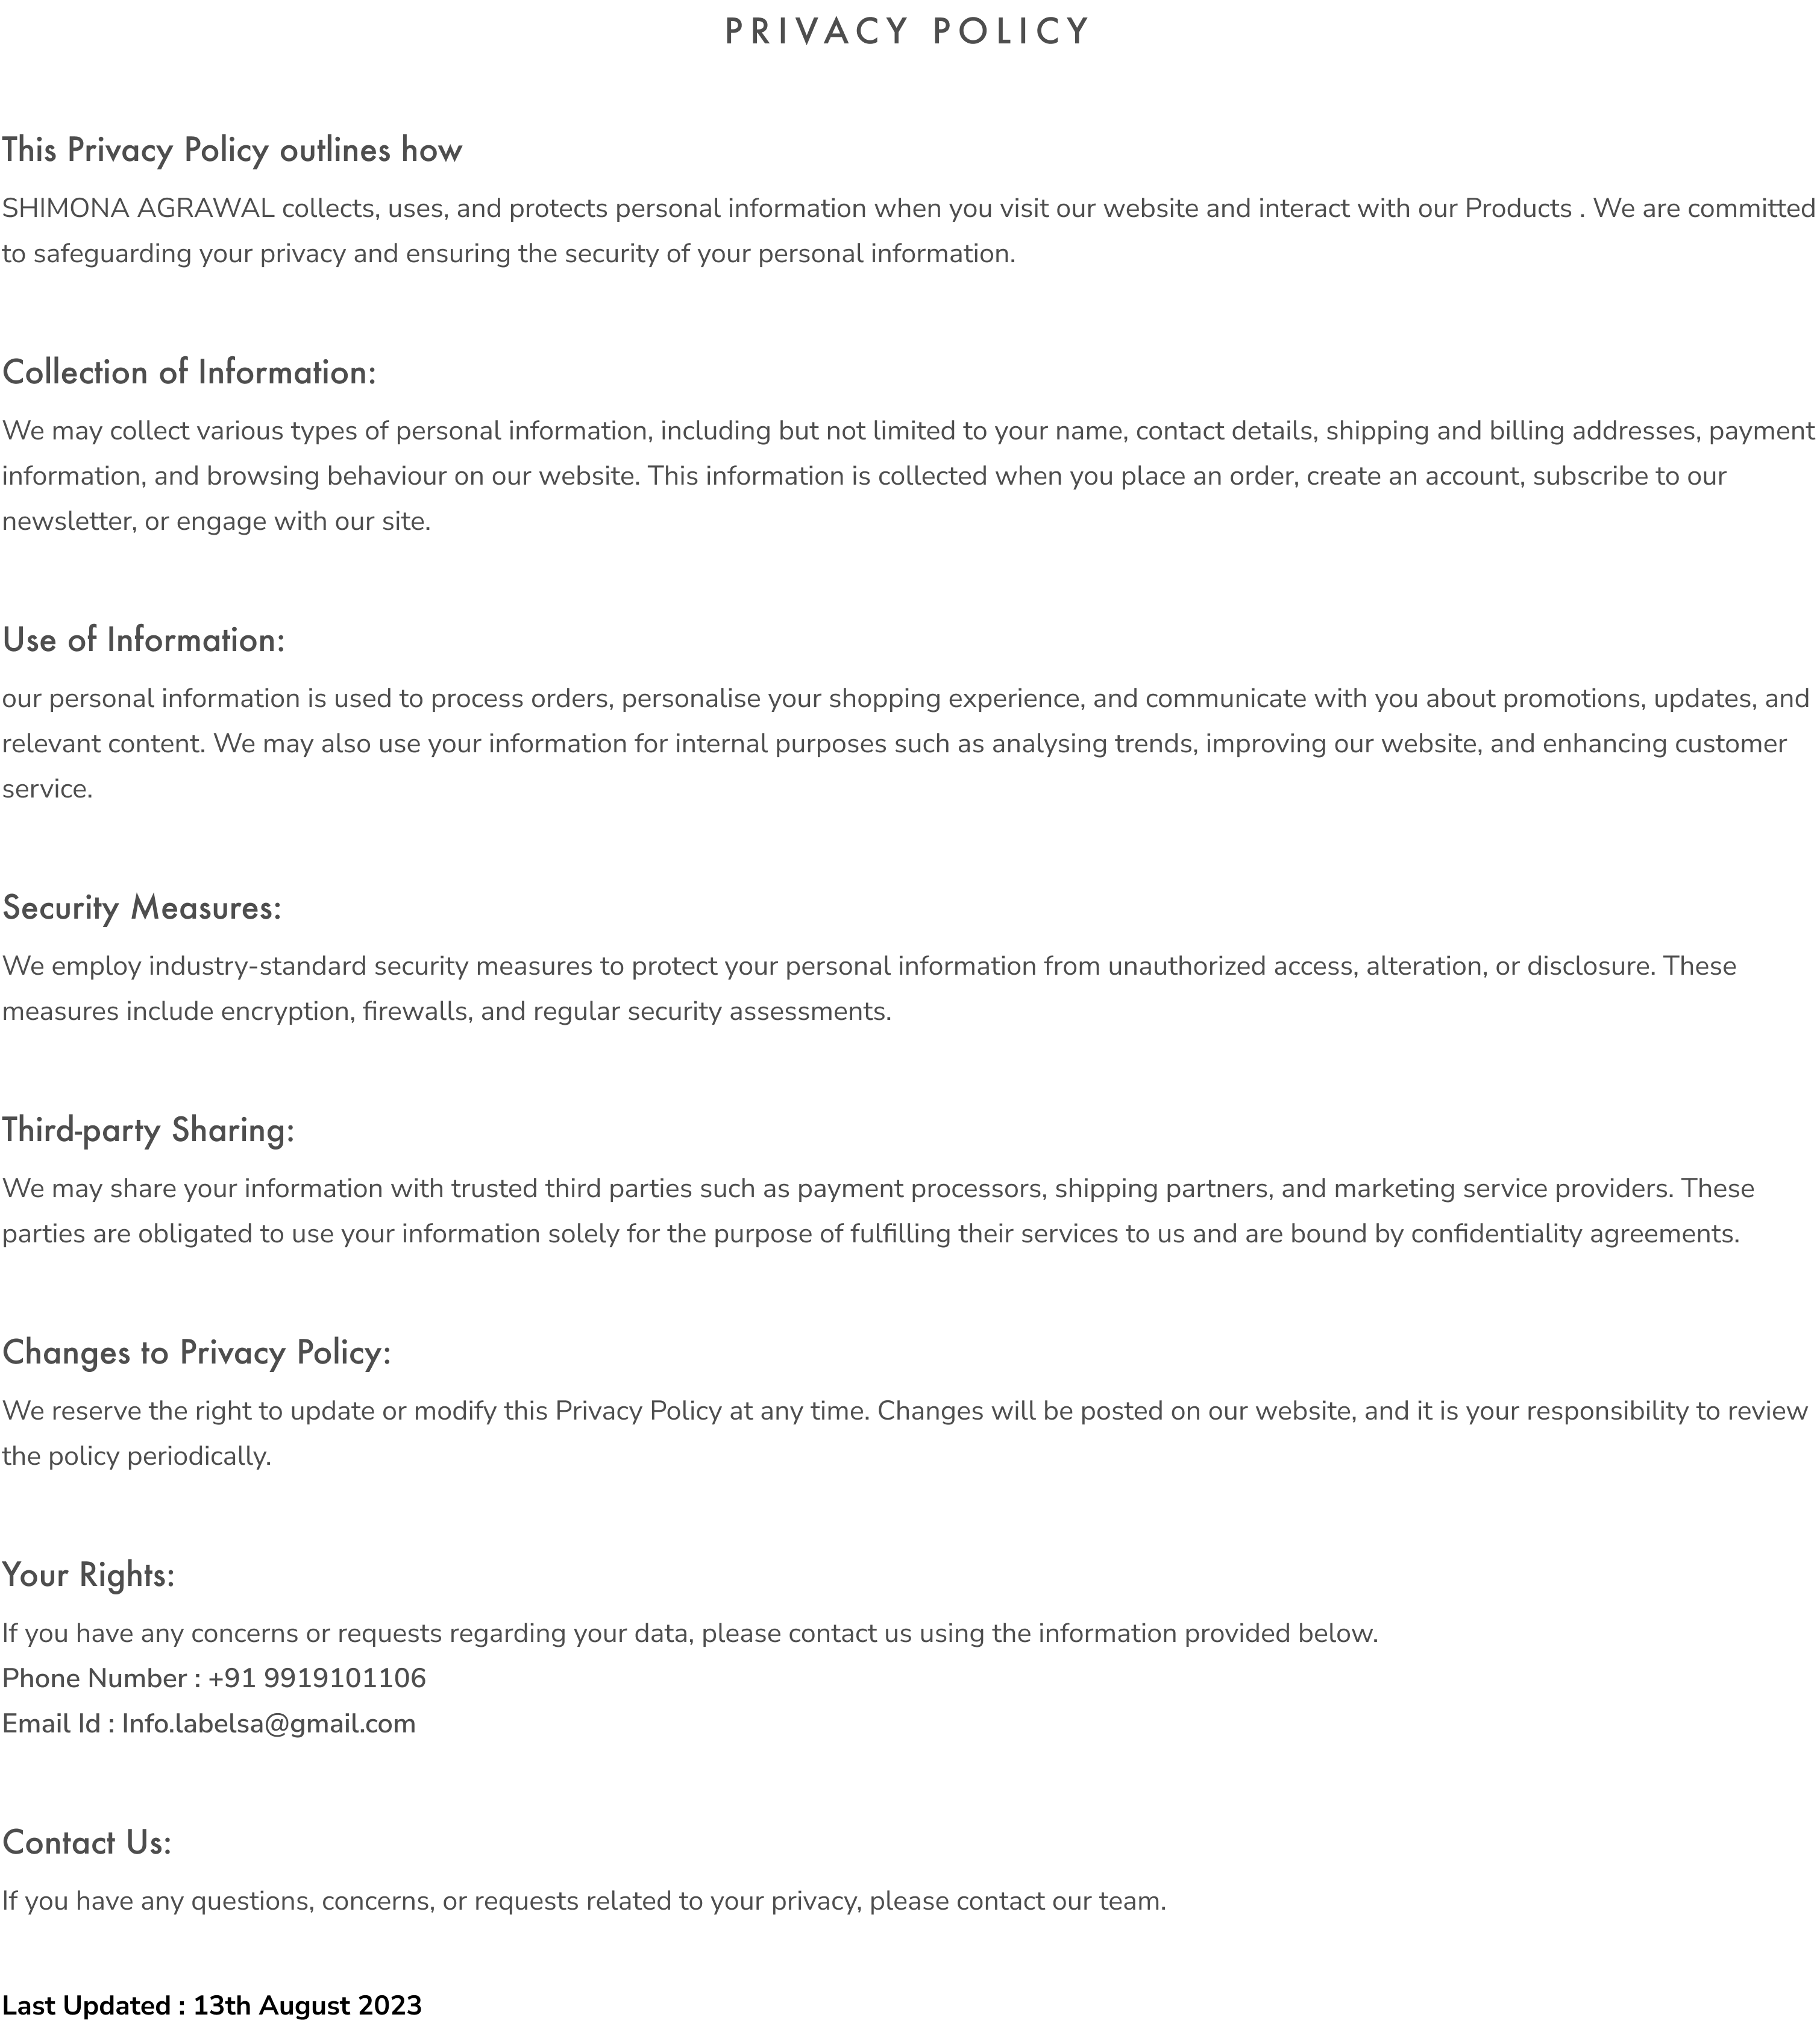 PRIVACY POLICY
This Privacy Policy outlines how
SHIMONA AGRAWAL collects, uses, and protects personal information when you visit our website and interact with our Products . We are committed
to safeguarding your privacy and ensuring the security of your personal information.
Collection of Information:
We may collect various types of personal information, including but not limited to your name, contact details, shipping and billing addresses, payment
information, and browsing behaviour on our website. This information is collected when you place an order, create an account, subscribe to our
newsletter, or engage with our site.
Use of Information:
our personal information is used to process orders, personalise your shopping experience, and communicate with you about promotions, updates, and
relevant content. We may also use your information for internal purposes such as analysing trends, improving our website, and enhancing customer
service.
Security Measures:
We employ industry-standard security measures to protect your personal information from unauthorized access, alteration, or disclosure. These
measures include encryption, firewalls, and regular security assessments.
Third-party Sharing:
We may share your information with trusted third parties such as payment processors, shipping partners, and marketing service providers. These
parties are obligated to use your information solely for the purpose of fulfilling their services to us and are bound by confidentiality agreements.
Changes to Privacy Policy:
We reserve the right to update or modify this Privacy Policy at any time. Changes will be posted on our website, and it is your responsibility to review
the policy periodically.
Your Rights:
If you have any concerns or requests regarding your data, please contact us using the information provided below.
Phone Number : +91 9919101106
Email Id : Info.labelsa@gmail.com
Contact Us:
If you have any questions, concerns, or requests related to your privacy, please contact our team.
Last Updated : 13th August 2023